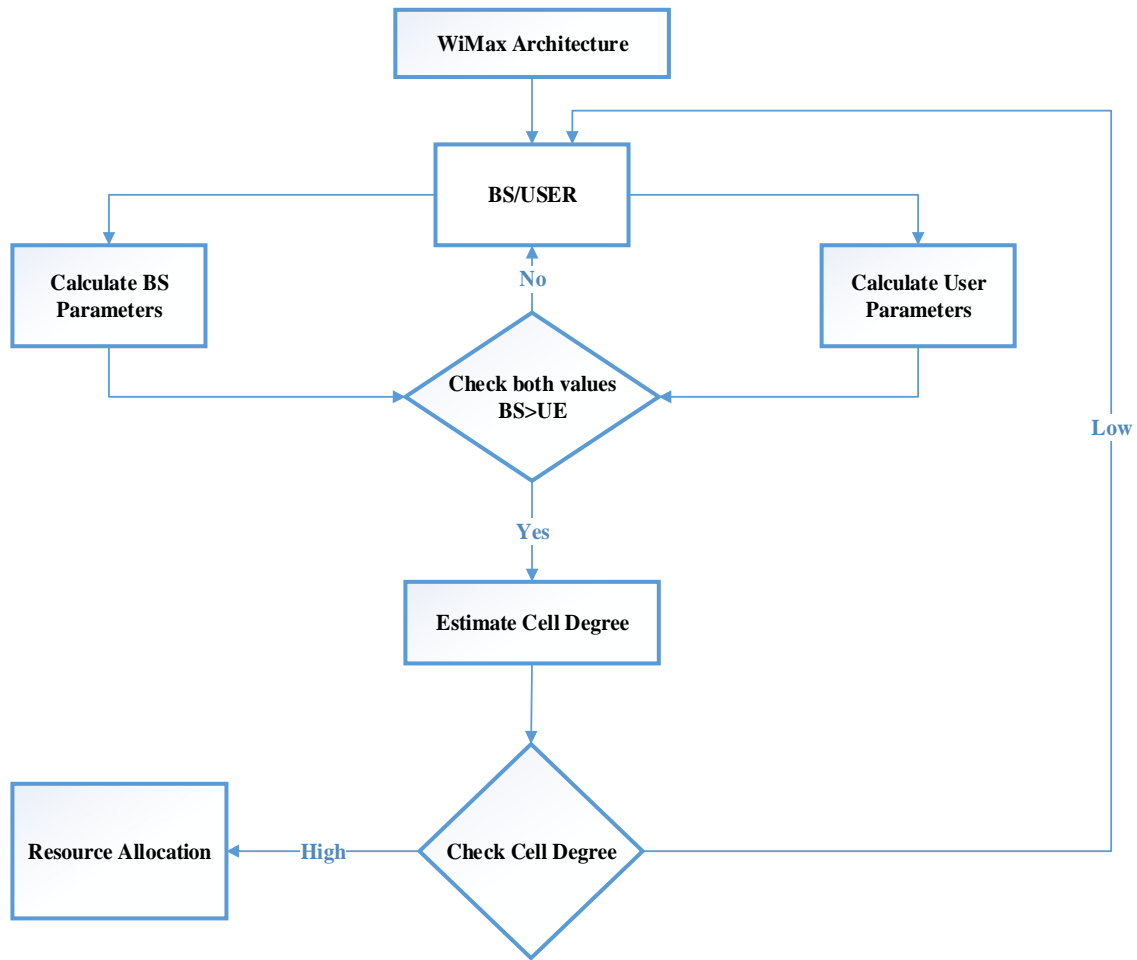 WiMax Architecture
BS/USER
Calculate BS
Parameters
No
Calculate User
Parameters
Check both values
BS>UE
Low
Yes
Estimate Cell Degree
Resource Allocation
High
Check Cell Degree